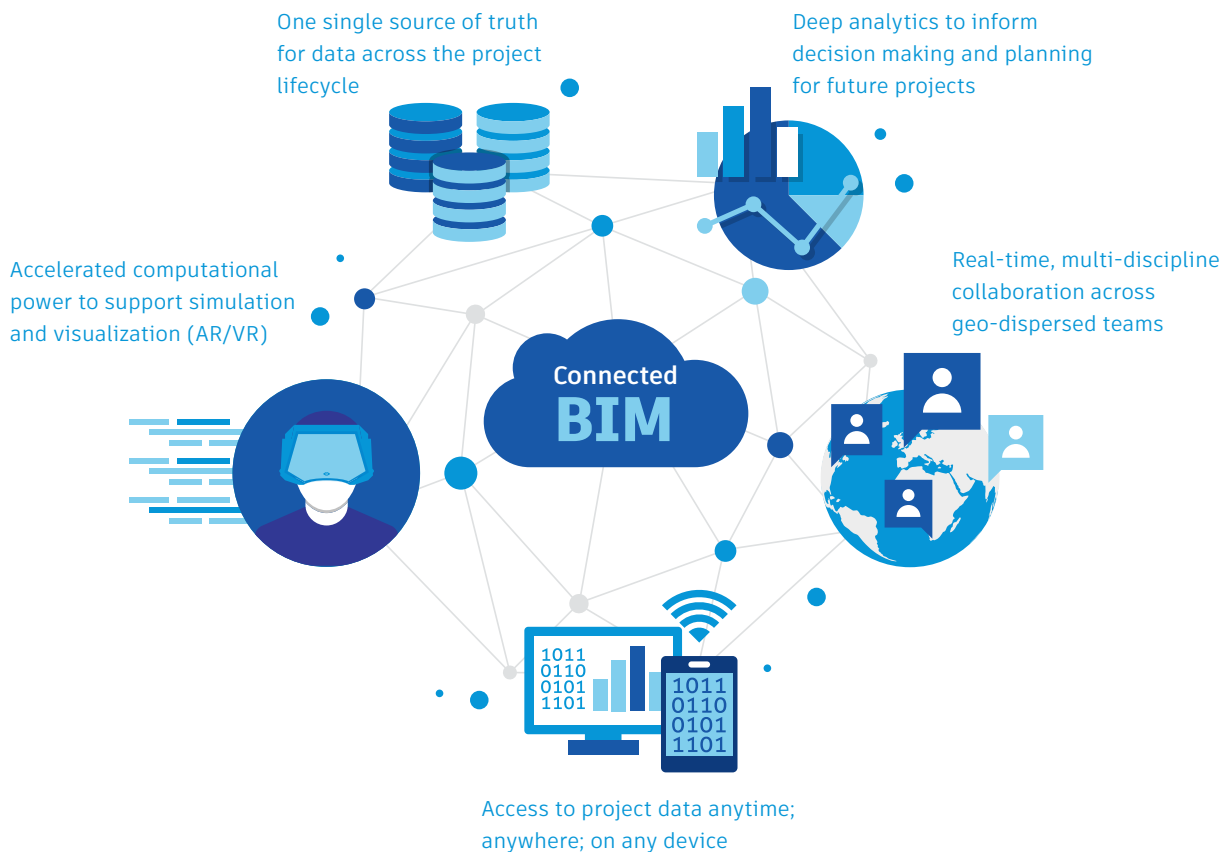 One single source of truth
for data across the project
lifecycle
Deep analytics to inform
decision making and planning
for future projects
Accelerated computational
power to support simulation
and visualization (AR/VR)
Real-time, multi-discipline
collaboration across
geo-dispersed teams
Connected
BIM
1011
0110
0101
1101
1011
0110
0101
1101
Access to project data anytime;
anywhere; on any device